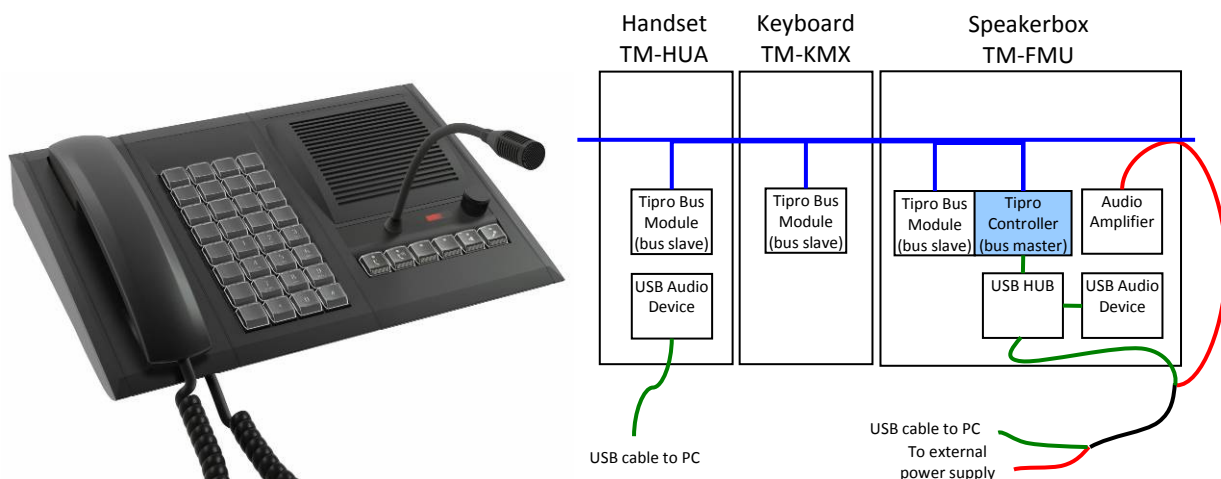 Handset
TM-HUA
Keyboard
TM-KMX
Speakerbox
TM-FMU
Tipro Bus
Module
(bus slave)
Tipro Bus
Module
(bus slave)
Tipro Bus
Module
(bus slave)
Tipro
Controller
(bus master)
Audio
Amplifier
USB Audio
Device
USB HUB
USB Audio
Device
USB cable to PC
USB cable to PC
To external
power supply